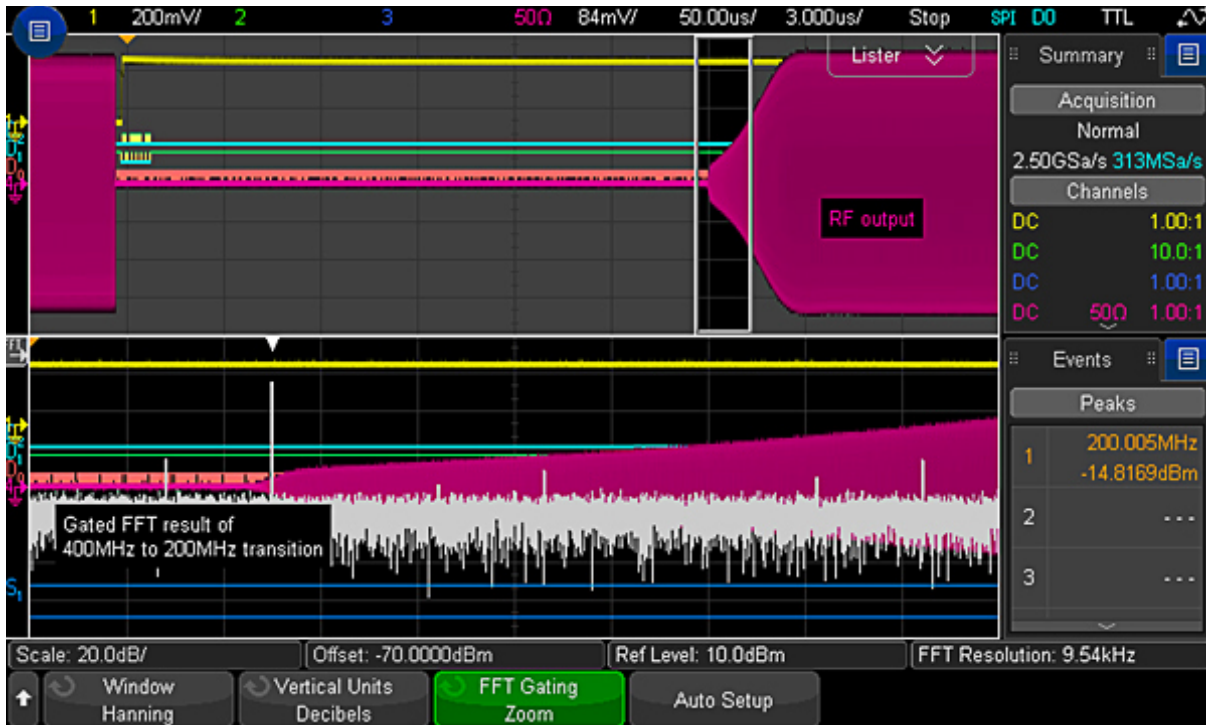 1 200mV/ 2 3 50Ω 84mV/ 50.00us/ 3.000us/ Stop SPI D0 TTL
Lister
Summary
Acquisition
Normal
2.50GSa/s 313MSa/s
Channels
DC 1.00:1
DC 10.0:1
DC 1.00:1
DC 50Ω 1.00:1
RF output
Events
Peaks
1 200.005MHz
-14.8169dBm
2 ---
3 ---
Gated FFT result of
400MHz to 200MHz transition
S1
Scale: 20.0dB/ Offset: -70.0000dBm Ref Level: 10.0dBm FFT Resolution: 9.54kHz
Window
Hanning
Vertical Units
Decibels
FFT Gating
Zoom
Auto Setup